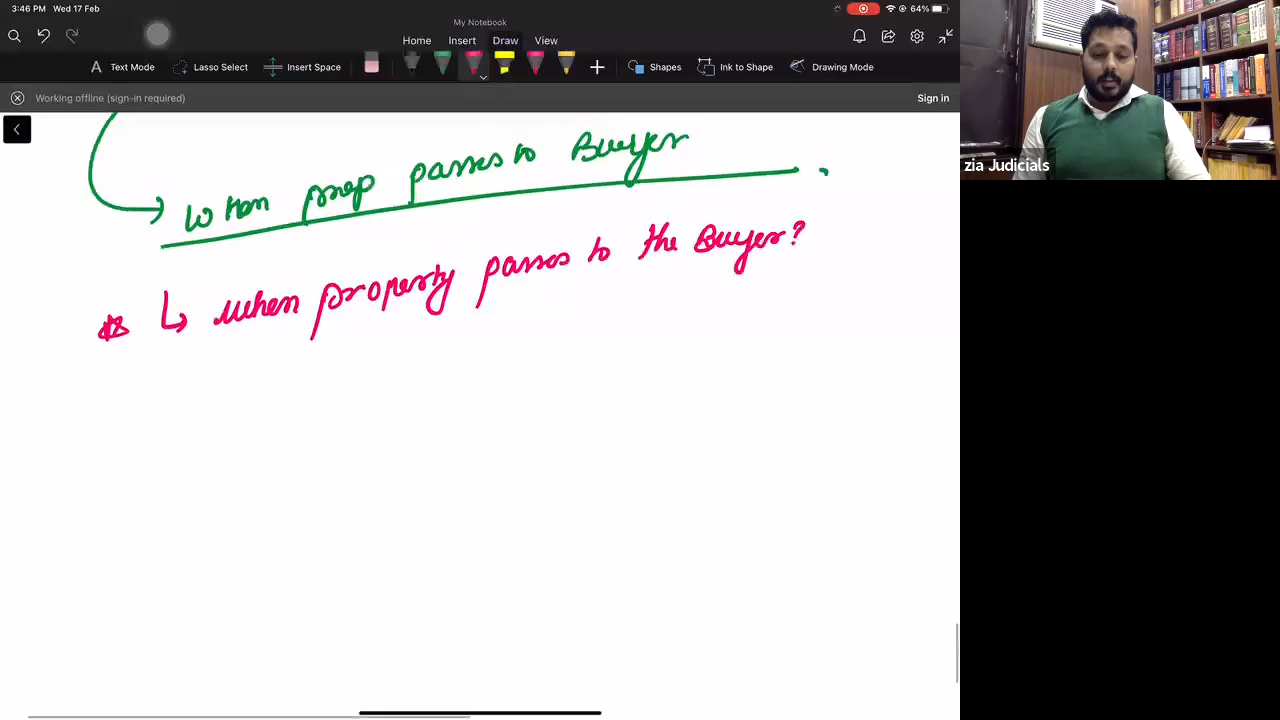 3:46 PM Wed 17 Feb
64%
My Notebook
Home Insert Draw View
Text Mode Lasso Select Insert Space Shapes Ink to Shape Drawing Mode
Working offline (sign-in required) Sign in
zia Judicials
When prop passes to Buyer.
when property passes to the Buyer?